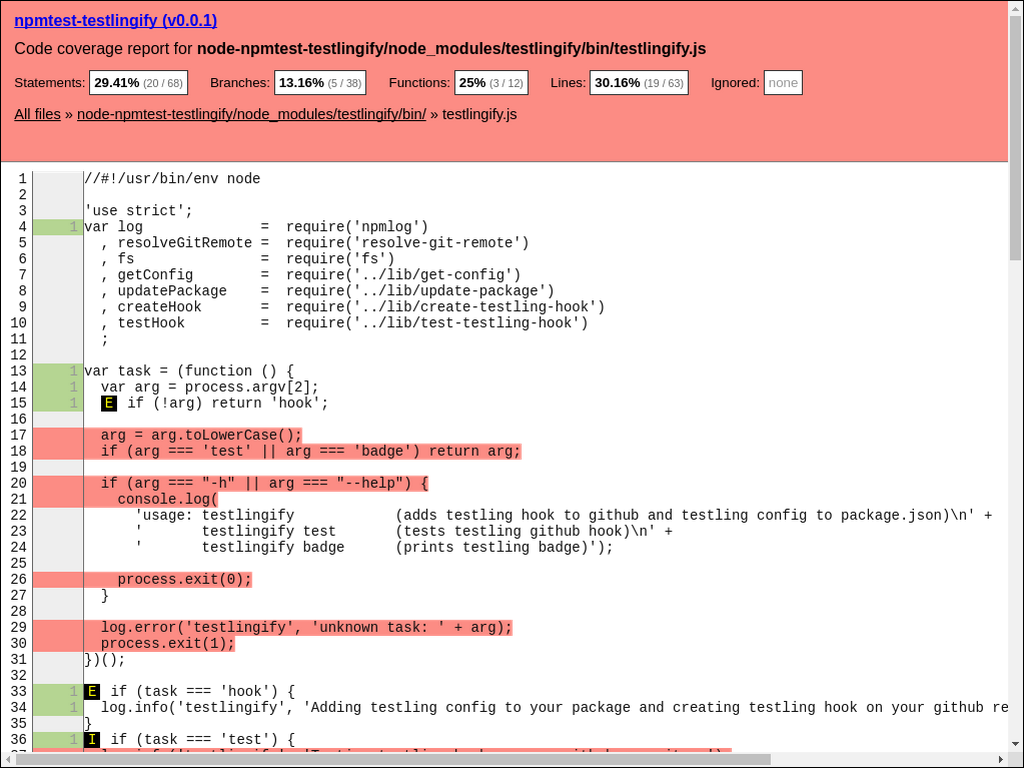 npmtest-testlingify (v0.0.1)
Code coverage report for node-npmtest-testlingify/node_modules/testlingify/bin/testlingify.js
Statements: 29.41% (20 / 68) Branches: 13.16% (5 / 38) Functions: 25% (3 / 12) Lines: 30.16% (19 / 63) Ignored: none
All files » node-npmtest-testlingify/node_modules/testlingify/bin/ » testlingify.js
1 //#!/usr/bin/env node
2
3 'use strict';
4 1 var log              =  require('npmlog')
5   , resolveGitRemote =  require('resolve-git-remote')
6   , fs               =  require('fs')
7   , getConfig        =  require('../lib/get-config')
8   , updatePackage    =  require('../lib/update-package')
9   , createHook       =  require('../lib/create-testling-hook')
10   , testHook         =  require('../lib/test-testling-hook')
11   ;
12
13 1 var task = (function () {
14 1   var arg = process.argv[2];
15 1   E if (!arg) return 'hook';
16
17   arg = arg.toLowerCase();
18   if (arg === 'test' || arg === 'badge') return arg;
19
20   if (arg === "-h" || arg === "--help") {
21     console.log(
22       'usage: testlingify            (adds testling hook to github and testling config to package.json)\n' +
23       '       testlingify test       (tests testling github hook)\n' +
24       '       testlingify badge      (prints testling badge)');
25
26     process.exit(0);
27   }
28
29   log.error('testlingify', 'unknown task: ' + arg);
30   process.exit(1);
31 })();
32
33 1 E if (task === 'hook') {
34 1   log.info('testlingify', 'Adding testling config to your package and creating testling hook on your github re
35 }
36 1 I if (task === 'test') {